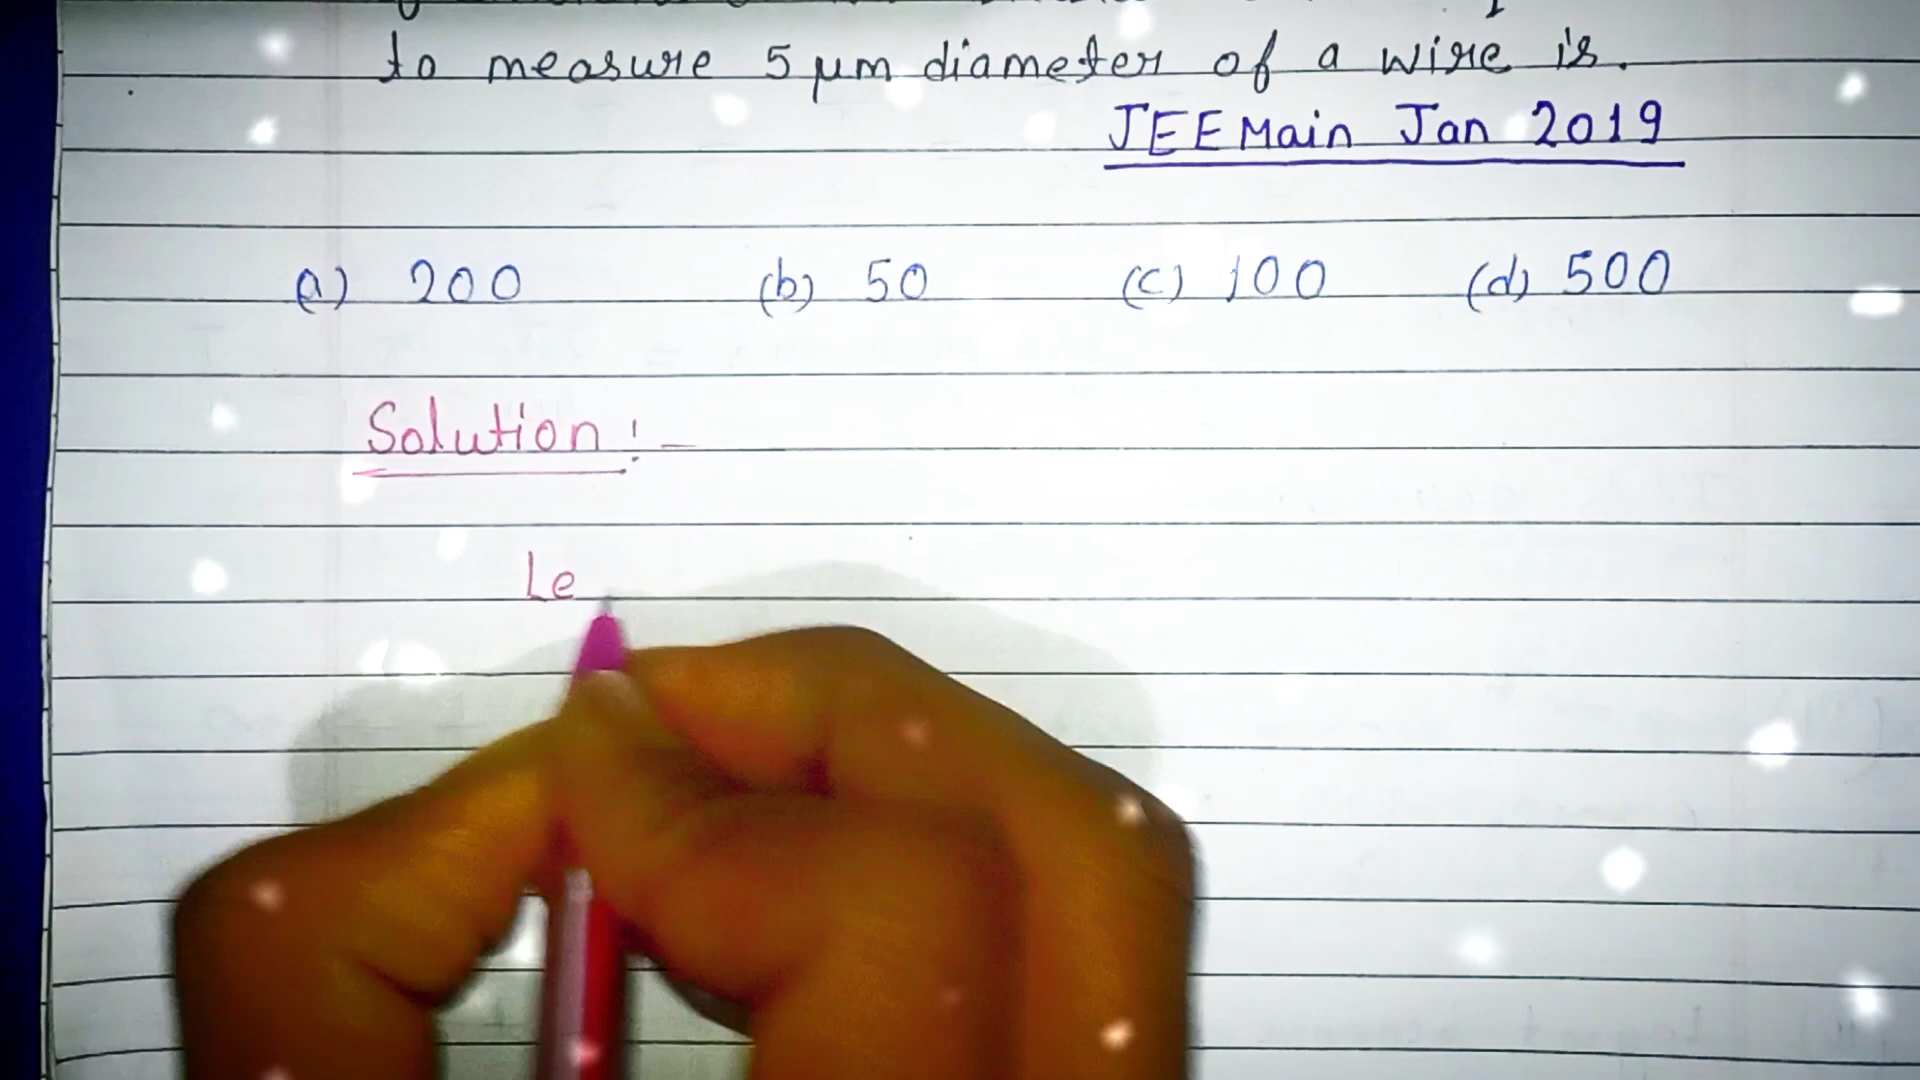 to measure 5 μm diameter of a wire is.
JEE Main Jan 2019
(a) 200 (b) 50 (c) 100 (d) 500
Solution :-
Le